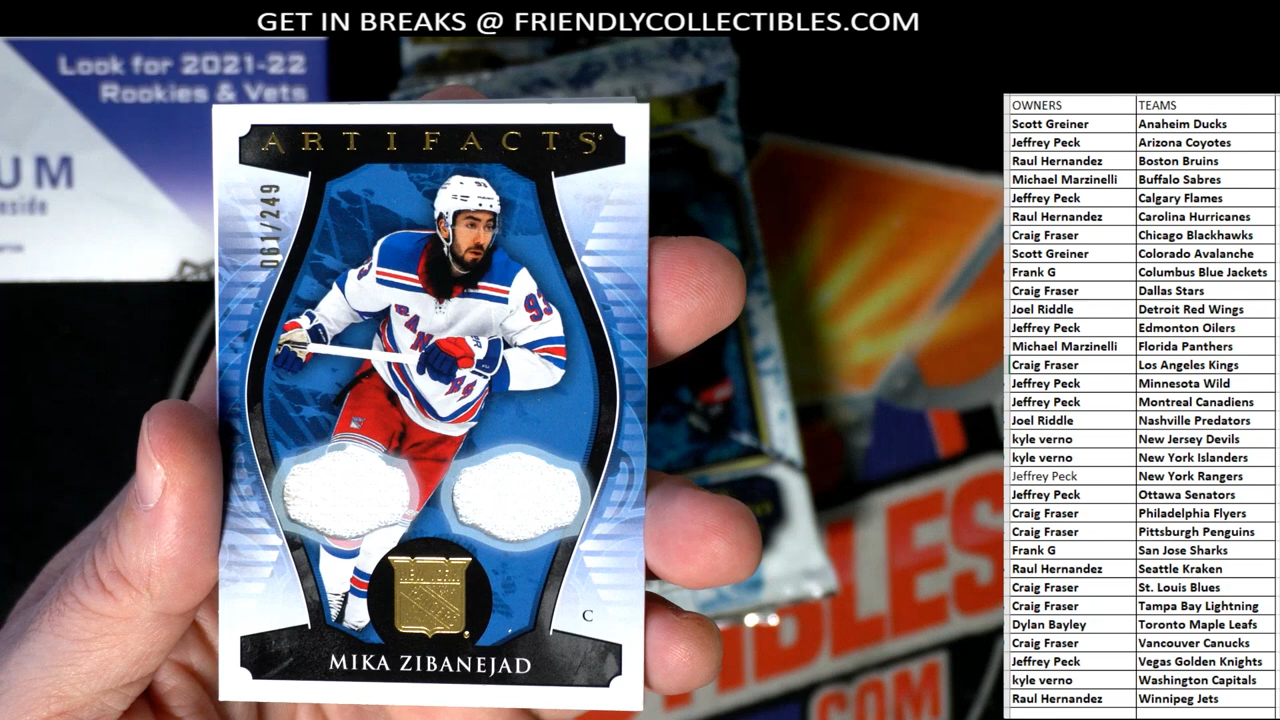 GET IN BREAKS @ FRIENDLYCOLLECTIBLES.COM
Look for 2021-22
Rookies & Vets
UM
ARTIFACTS
061/249
93
93
NEW YORK
RANGERS
C
MIKA ZIBANEJAD
IBLES
.COM
OWNERS TEAMS
Scott Greiner Anaheim Ducks
Jeffrey Peck Arizona Coyotes
Raul Hernandez Boston Bruins
Michael Marzinelli Buffalo Sabres
Jeffrey Peck Calgary Flames
Raul Hernandez Carolina Hurricanes
Craig Fraser Chicago Blackhawks
Scott Greiner Colorado Avalanche
Frank G Columbus Blue Jackets
Craig Fraser Dallas Stars
Joel Riddle Detroit Red Wings
Jeffrey Peck Edmonton Oilers
Michael Marzinelli Florida Panthers
Craig Fraser Los Angeles Kings
Jeffrey Peck Minnesota Wild
Jeffrey Peck Montreal Canadiens
Joel Riddle Nashville Predators
kyle verno New Jersey Devils
kyle verno New York Islanders
Jeffrey Peck New York Rangers
Jeffrey Peck Ottawa Senators
Craig Fraser Philadelphia Flyers
Craig Fraser Pittsburgh Penguins
Frank G San Jose Sharks
Raul Hernandez Seattle Kraken
Craig Fraser St. Louis Blues
Craig Fraser Tampa Bay Lightning
Dylan Bayley Toronto Maple Leafs
Craig Fraser Vancouver Canucks
Jeffrey Peck Vegas Golden Knights
kyle verno Washington Capitals
Raul Hernandez Winnipeg Jets